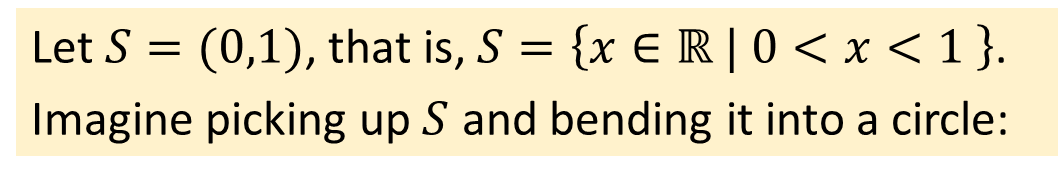 Let S = (0,1), that is, S = {x ∈ ℝ | 0 < x < 1 }.
Imagine picking up S and bending it into a circle: